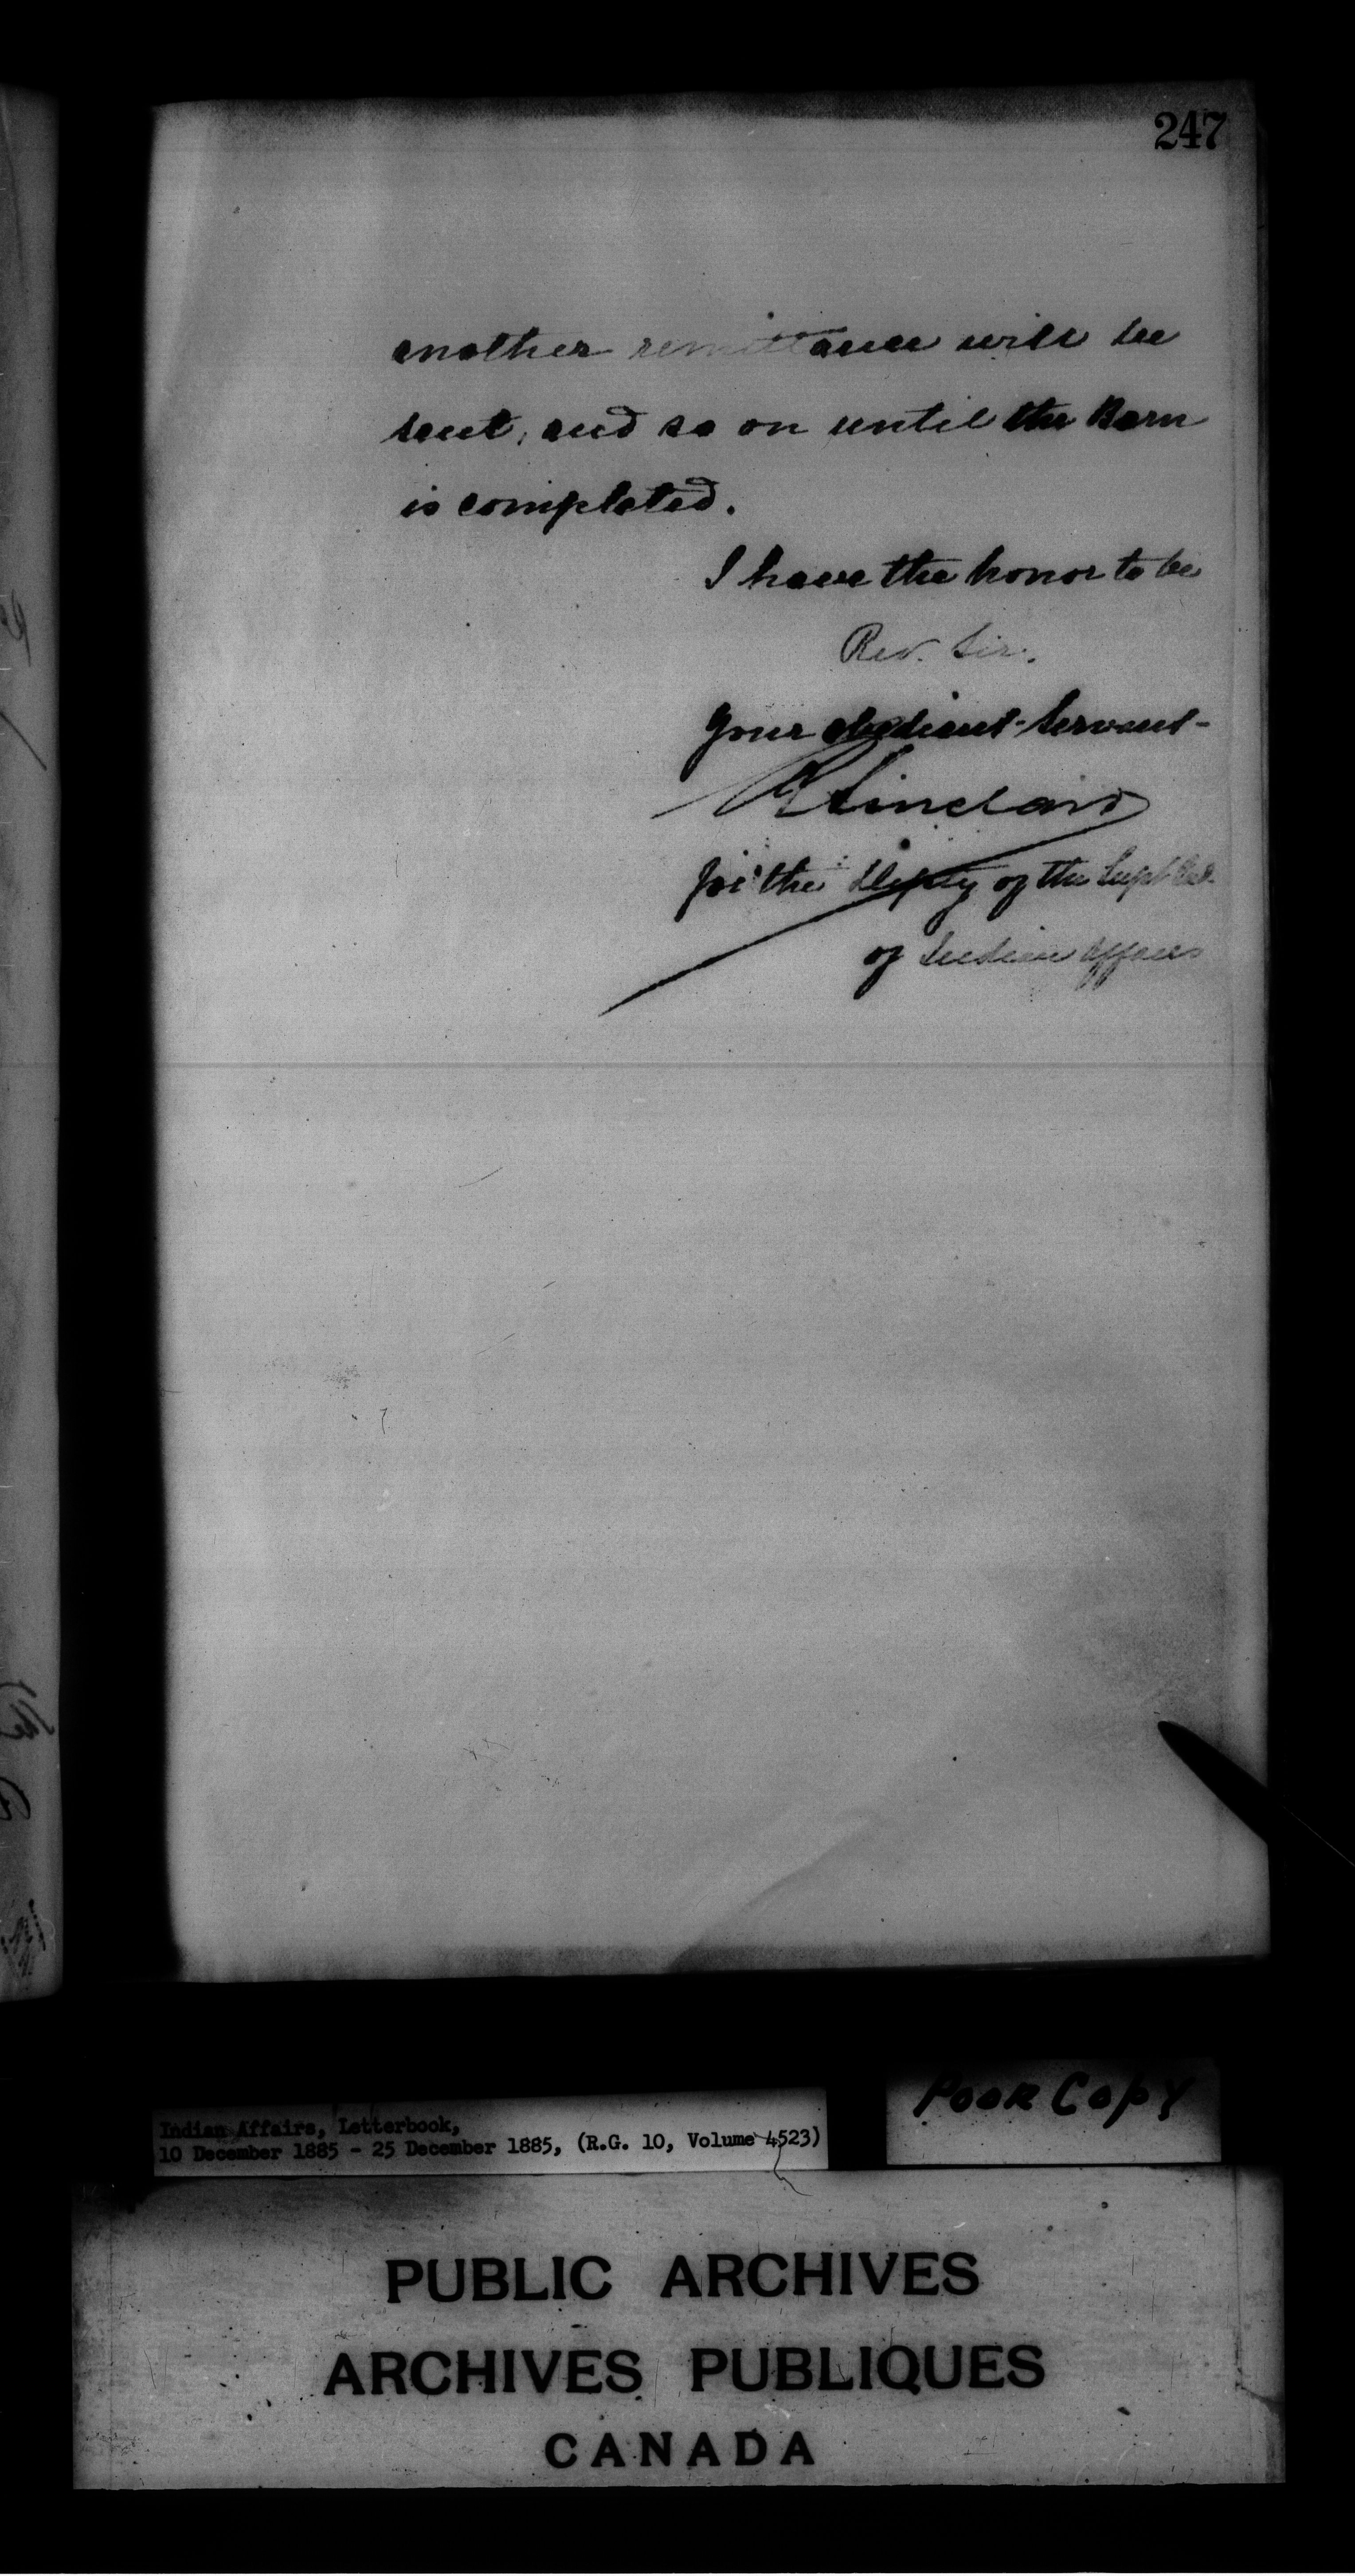 247
another remittance will be
sent, and so on until the Barn
is completed.
I have the honor to be
Rev. Sir,
Your obedient Servant
R Sinclair
for the Deputy of the Supt Gen.
of Indian Affairs
Poor Copy
Indian Affairs, Letterbook,
10 December 1885 - 25 December 1885, (R.G. 10, Volume 4523)
PUBLIC ARCHIVES
ARCHIVES PUBLIQUES
CANADA